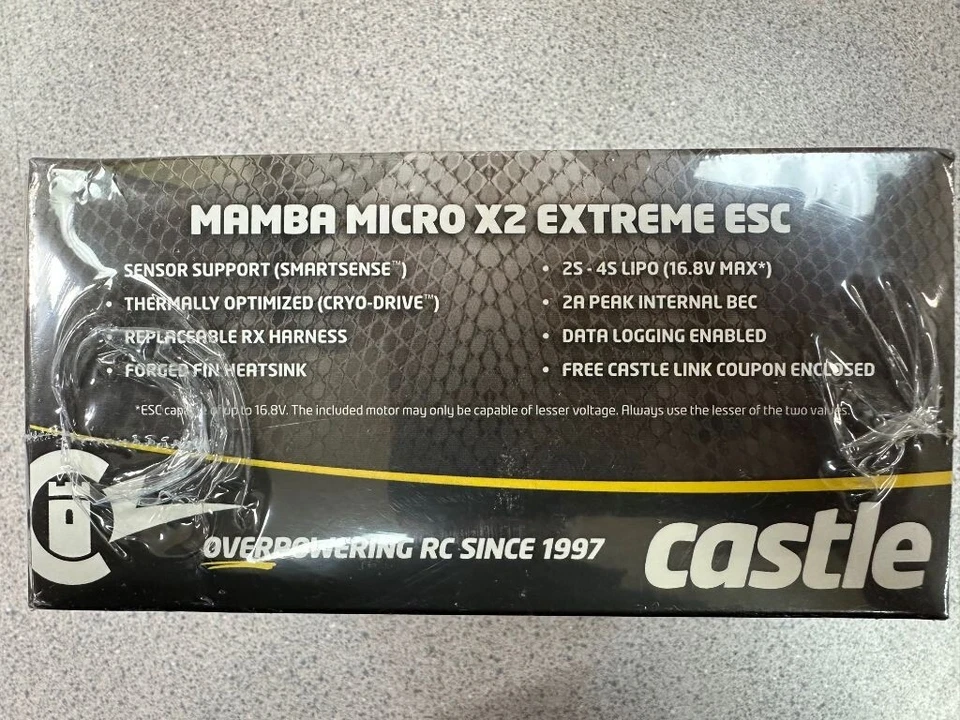 MAMBA MICRO X2 EXTREME ESC
• SENSOR SUPPORT (SMARTSENSE™)
• THERMALLY OPTIMIZED (CRYO-DRIVE™)
• REPLACEABLE RX HARNESS
• FORGED FIN HEATSINK
• 2S - 4S LIPO (16.8V MAX*)
• 2A PEAK INTERNAL BEC
• DATA LOGGING ENABLED
• FREE CASTLE LINK COUPON ENCLOSED
*ESC capable of up to 16.8V. The included motor may only be capable of lesser voltage. Always use the lesser of the two values.
OVERPOWERING RC SINCE 1997
castle